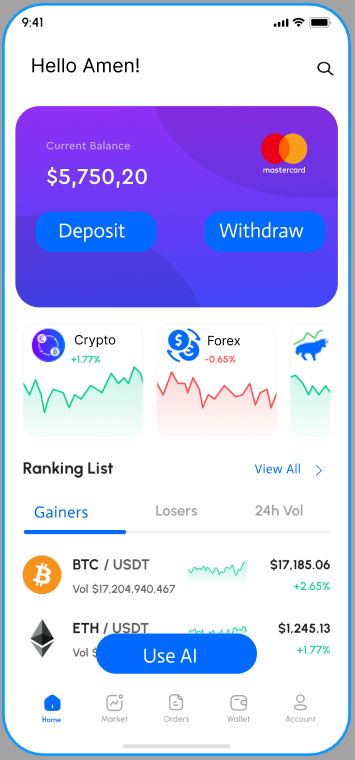 9:41
Hello Amen!
Current Balance
$5,750,20
mastercard
Deposit
Withdraw
Crypto
+1.77%
Forex
-0.65%
Ranking List
View All
Gainers
Losers
24h Vol
BTC / USDT
$17,185.06
Vol $17,204,940,467
+2.65%
ETH / USDT
$1,245.13
Vol $
+1.77%
Use AI
Home
Market
Orders
Wallet
Account